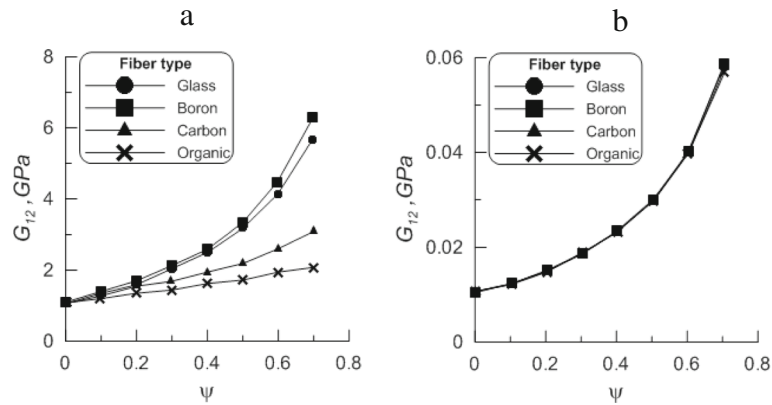 a
8
6
4
2
0
G12, GPa
Fiber type
Glass
Boron
Carbon
Organic
0 0.2 0.4 0.6 0.8
ψ
b
0.06
0.04
0.02
0
G12, GPa
Fiber type
Glass
Boron
Carbon
Organic
0 0.2 0.4 0.6 0.8
ψ